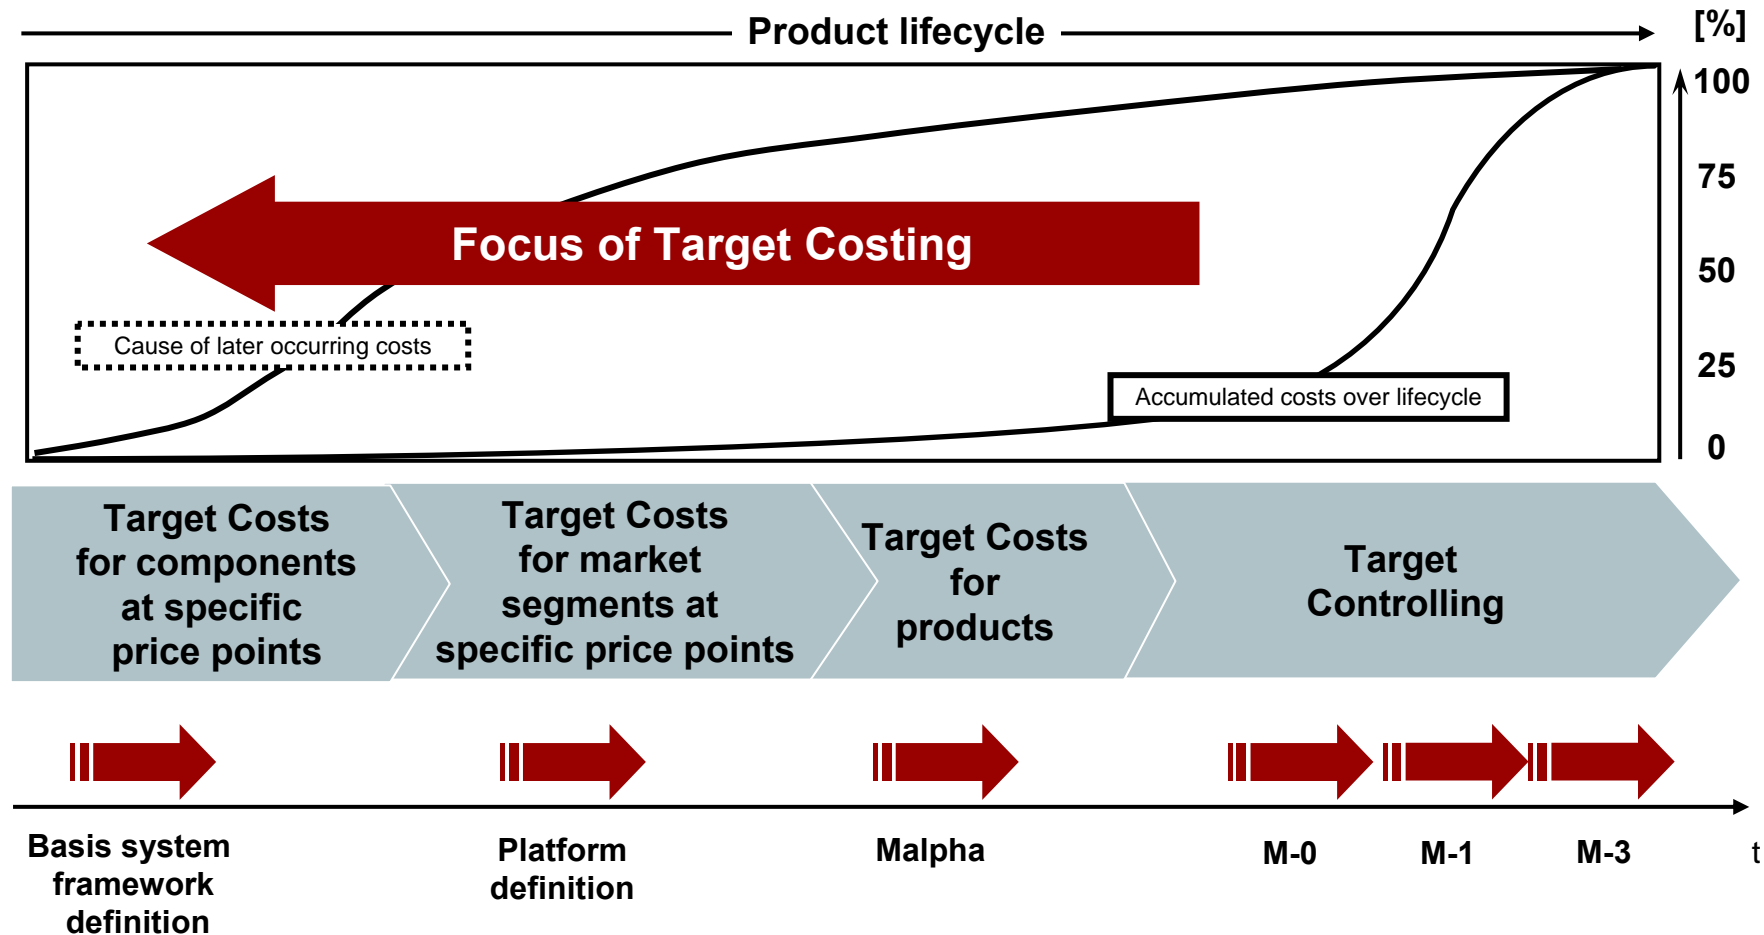 Product lifecycle
[%]
100
75
50
25
0
Focus of Target Costing
Cause of later occurring costs
Accumulated costs over lifecycle
Target Costs
for components
at specific
price points
Target Costs
for market
segments at
specific price points
Target Costs
for
products
Target
Controlling
Basis system
framework
definition
Platform
definition
Malpha
M-0
M-1
M-3
t